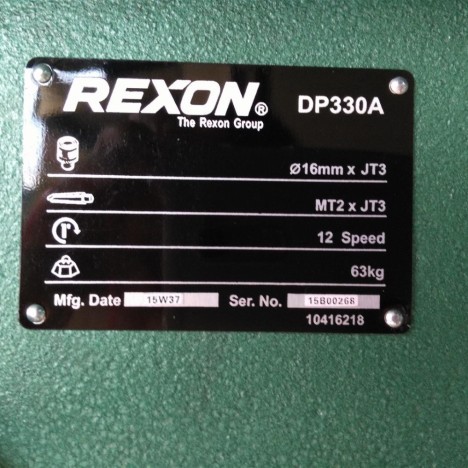 REXON® DP330A
The Rexon Group
Ø16mm x JT3
MT2 x JT3
12 Speed
63kg
Mfg. Date 15W37 Ser. No. 15B00268
10416218